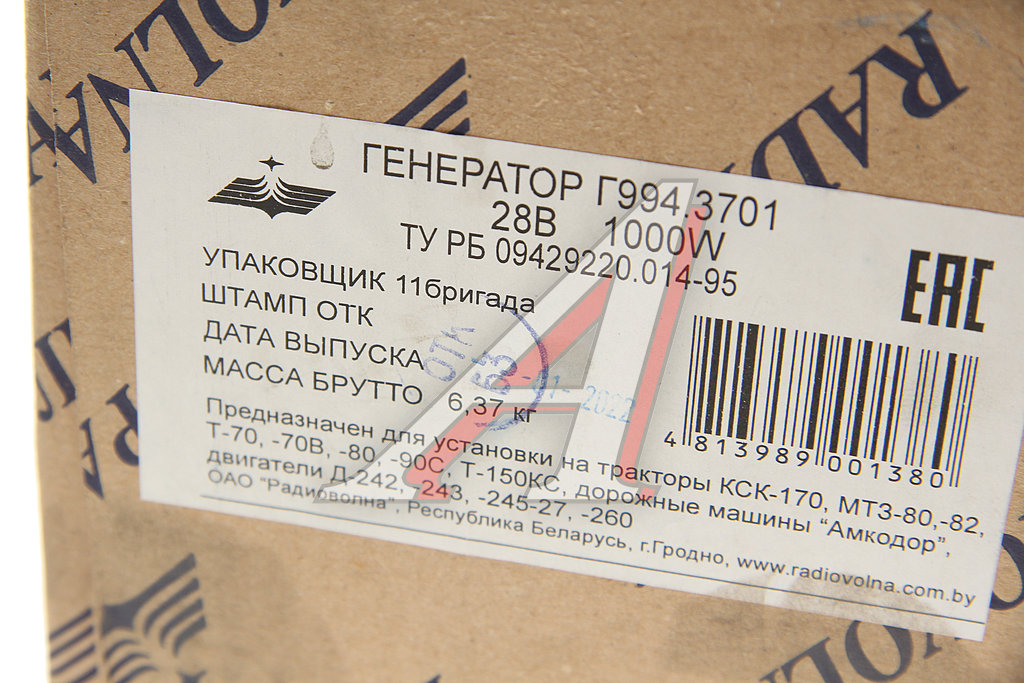 ГЕНЕРАТОР Г994.3701
28В 1000W
ТУ РБ 09429220.014-95
EAC
УПАКОВЩИК 11бригада
ШТАМП ОТК
ОТК
ДАТА ВЫПУСКА -01- 2022
МАССА БРУТТО 6,37 кг
4 813989 001380
Предназначен для установки на тракторы КСК-170, МТЗ-80,-82,
Т-70, -70В, -80, -90С, Т-150КС, дорожные машины “Амкодор”,
двигатели Д-242, -243, -245-27, -260
ОАО “Радиоволна”, Республика Беларусь, г.Гродно, www.radiovolna.com.by